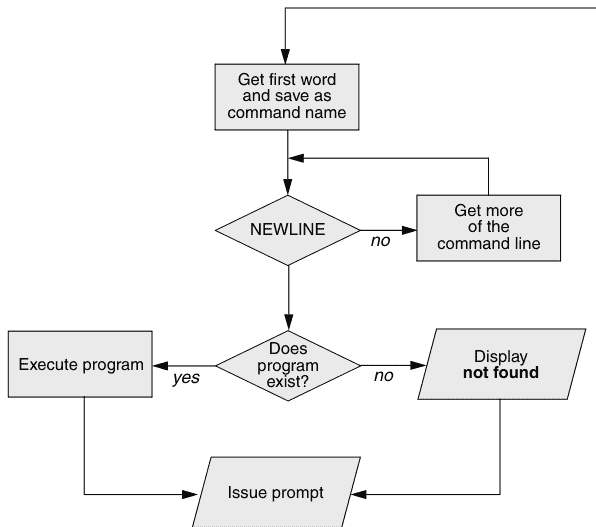 Get first word
and save as
command name
NEWLINE
no
Get more
of the
command line
Execute program
yes
Does
program
exist?
no
Display
not found
Issue prompt